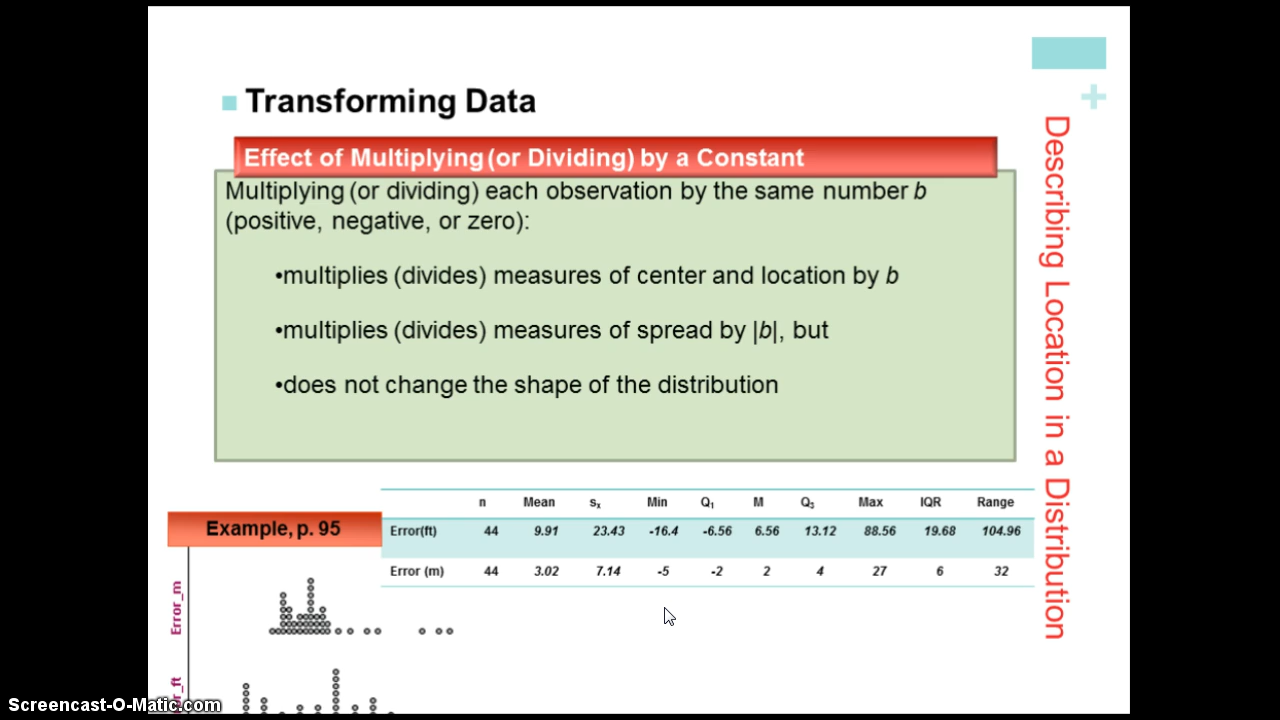 Transforming Data
Effect of Multiplying (or Dividing) by a Constant
Multiplying (or dividing) each observation by the same number b
(positive, negative, or zero):
•multiplies (divides) measures of center and location by b
•multiplies (divides) measures of spread by |b|, but
•does not change the shape of the distribution
+
Describing Location in a Distribution
Example, p. 95
n Mean sx Min Q1 M Q3 Max IQR Range
Error(ft) 44 9.91 23.43 -16.4 -6.56 6.56 13.12 88.56 19.68 104.96
Error (m) 44 3.02 7.14 -5 -2 2 4 27 6 32
Error_m
Screencast-O-Matic.com